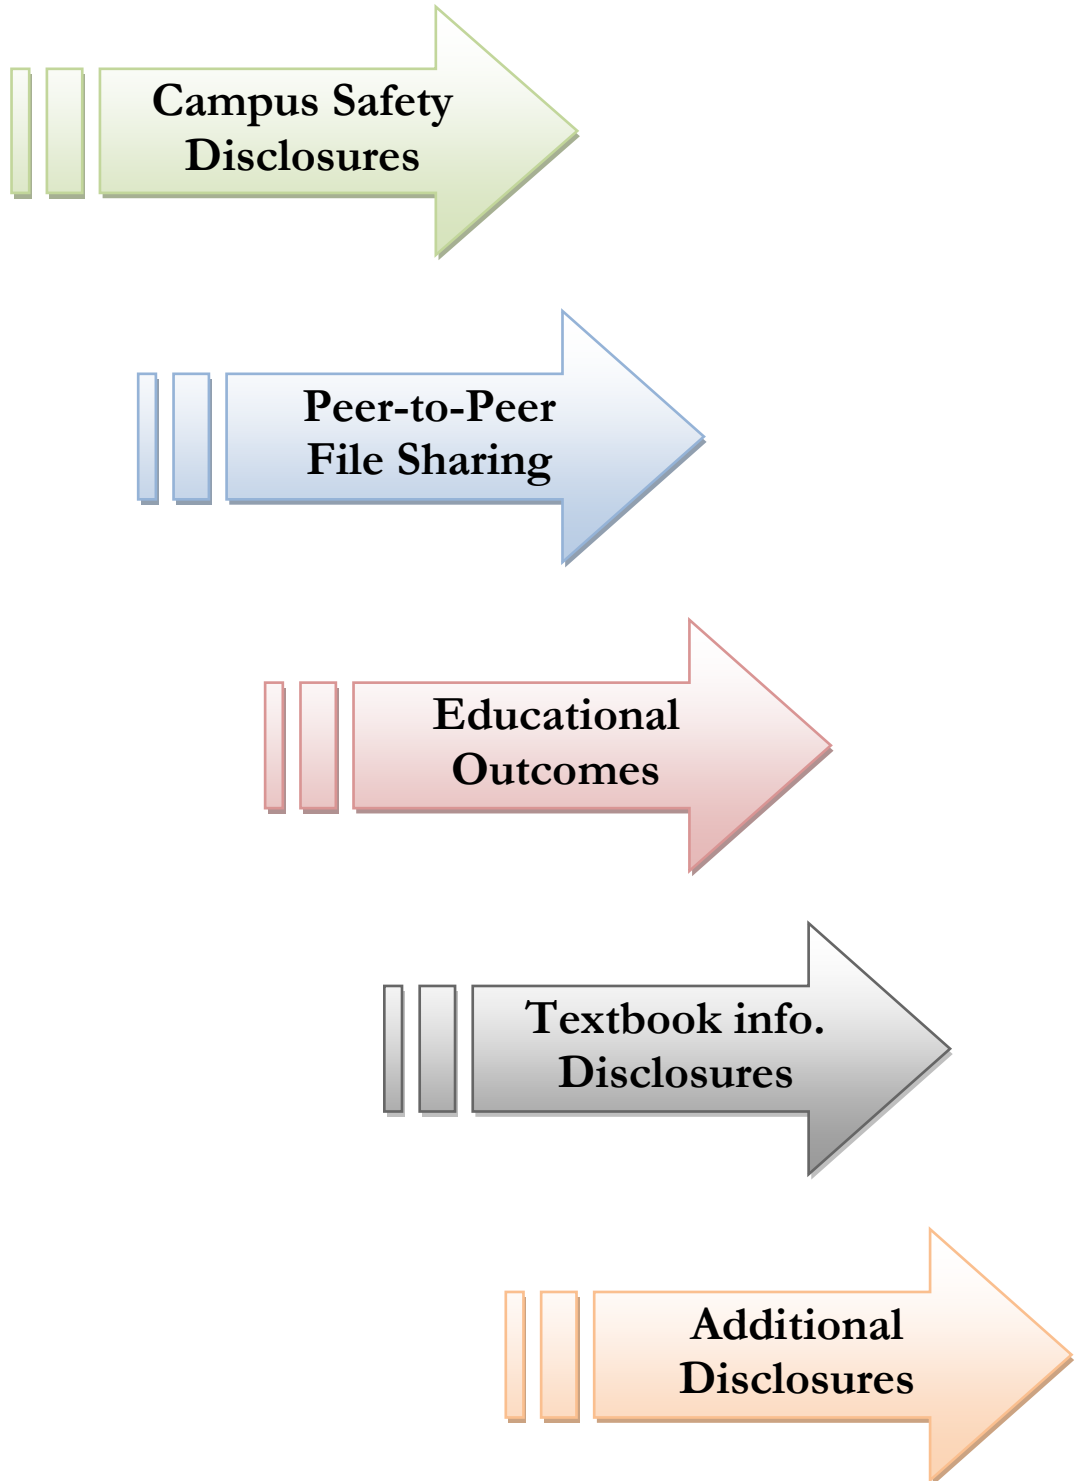 Campus Safety
Disclosures
Peer-to-Peer
File Sharing
Educational
Outcomes
Textbook info.
Disclosures
Additional
Disclosures